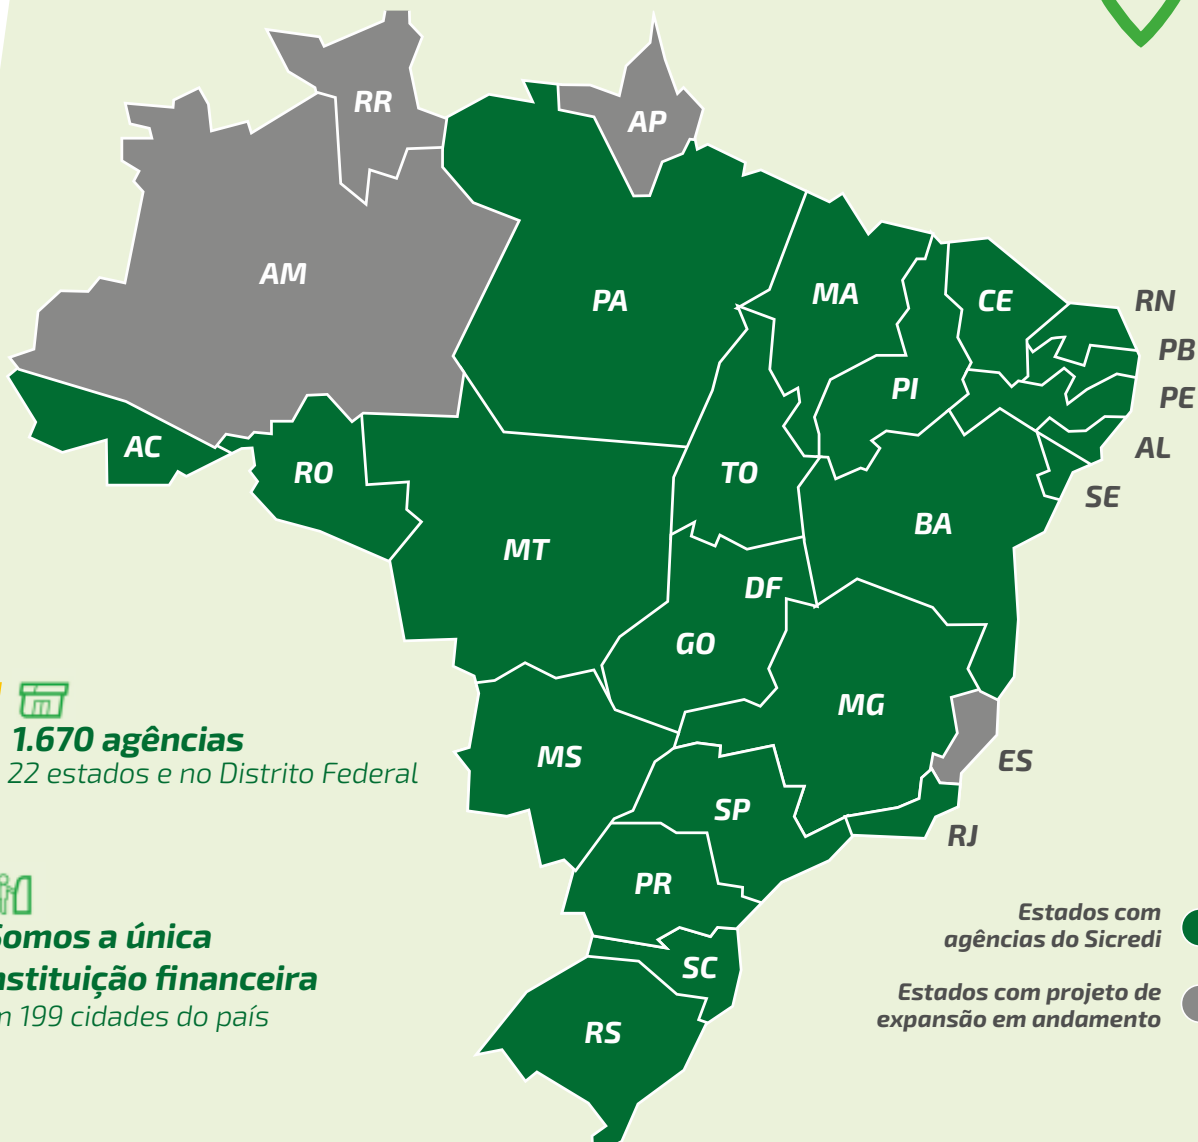 RR
AP
AM
PA
MA
CE
RN
PB
PI
PE
AC
AL
RO
TO
SE
BA
MT
DF
GO
MG
1.670 agências
22 estados e no Distrito Federal
MS
ES
SP
RJ
PR
Somos a única
nstituição financeira
199 cidades do país
Estados com
agências do Sicredi
SC
Estados com projeto de
expansão em andamento
RS